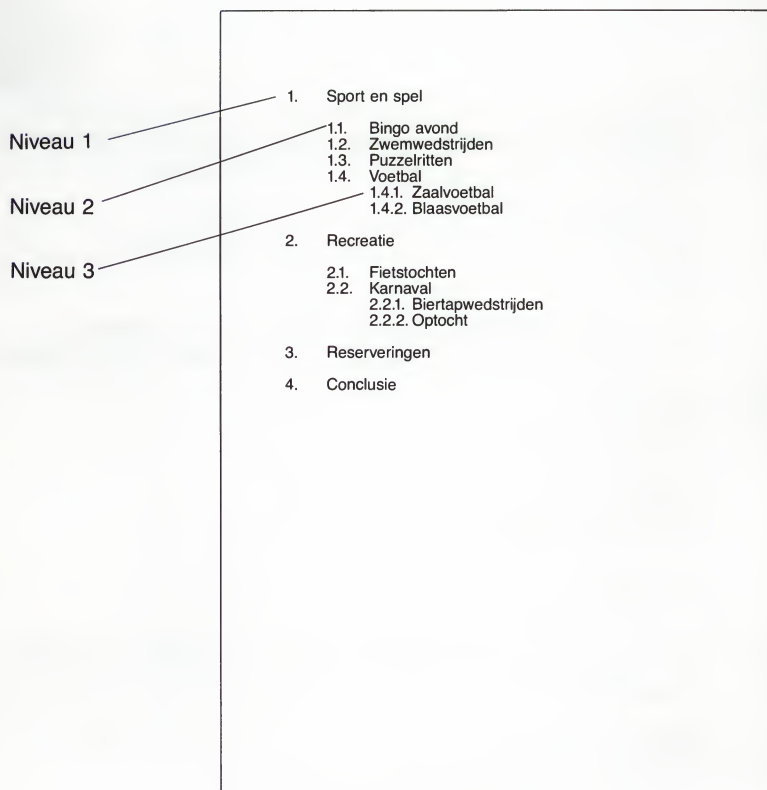 1. Sport en spel
Niveau 1
1.1. Bingo avond
1.2. Zwemwedstrijden
1.3. Puzzelritten
1.4. Voetbal
1.4.1. Zaalvoetbal
1.4.2. Blaasvoetbal
Niveau 2
2. Recreatie
Niveau 3
2.1. Fietstochten
2.2. Karnaval
2.2.1. Biertapwedstrijden
2.2.2. Optocht
3. Reserveringen
4. Conclusie